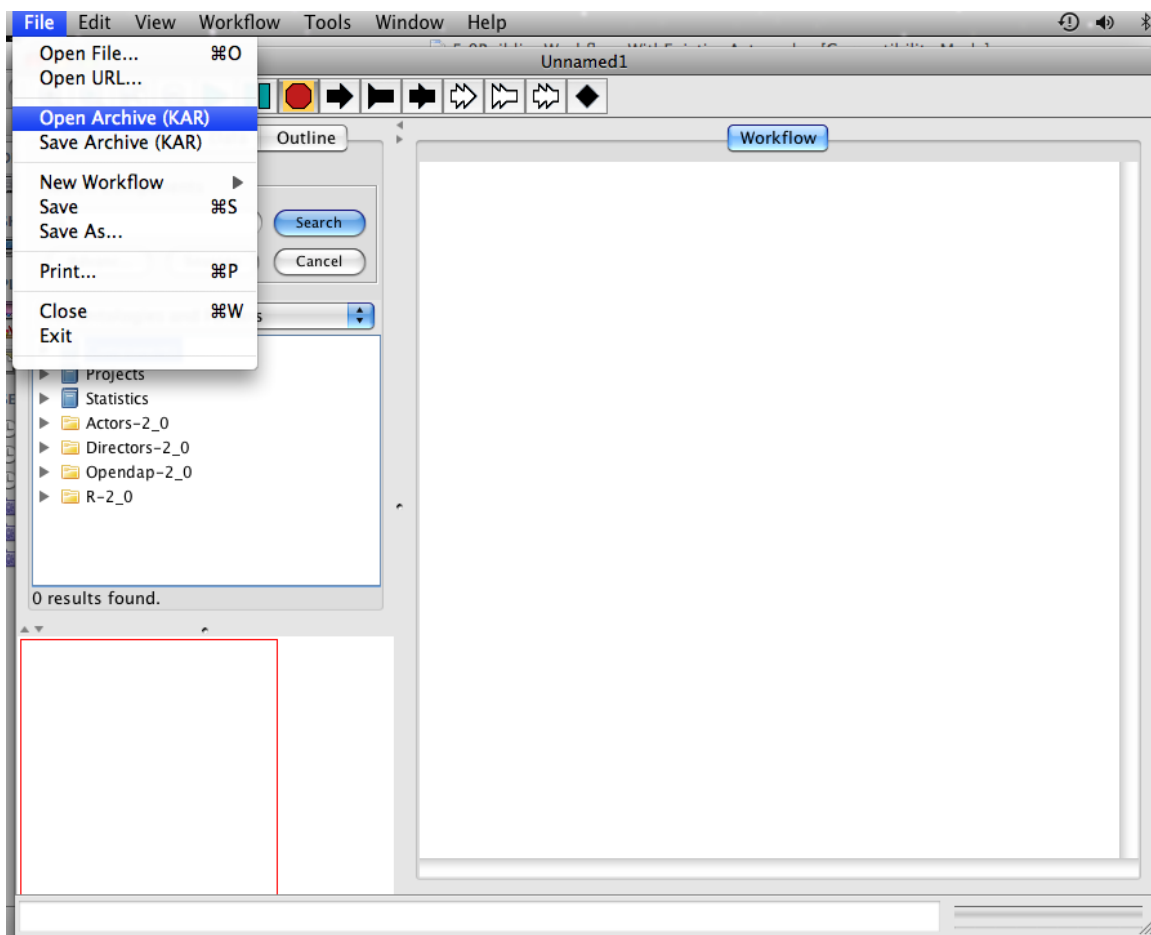 File Edit View Workflow Tools Window Help
Unnamed1
Open File... ⌘O
Open URL...
Open Archive (KAR)
Save Archive (KAR)
New Workflow
Save ⌘S
Save As...
Print... ⌘P
Close ⌘W
Exit
Outline
Workflow
Search
Cancel
Projects
Statistics
Actors-2_0
Directors-2_0
Opendap-2_0
R-2_0
0 results found.